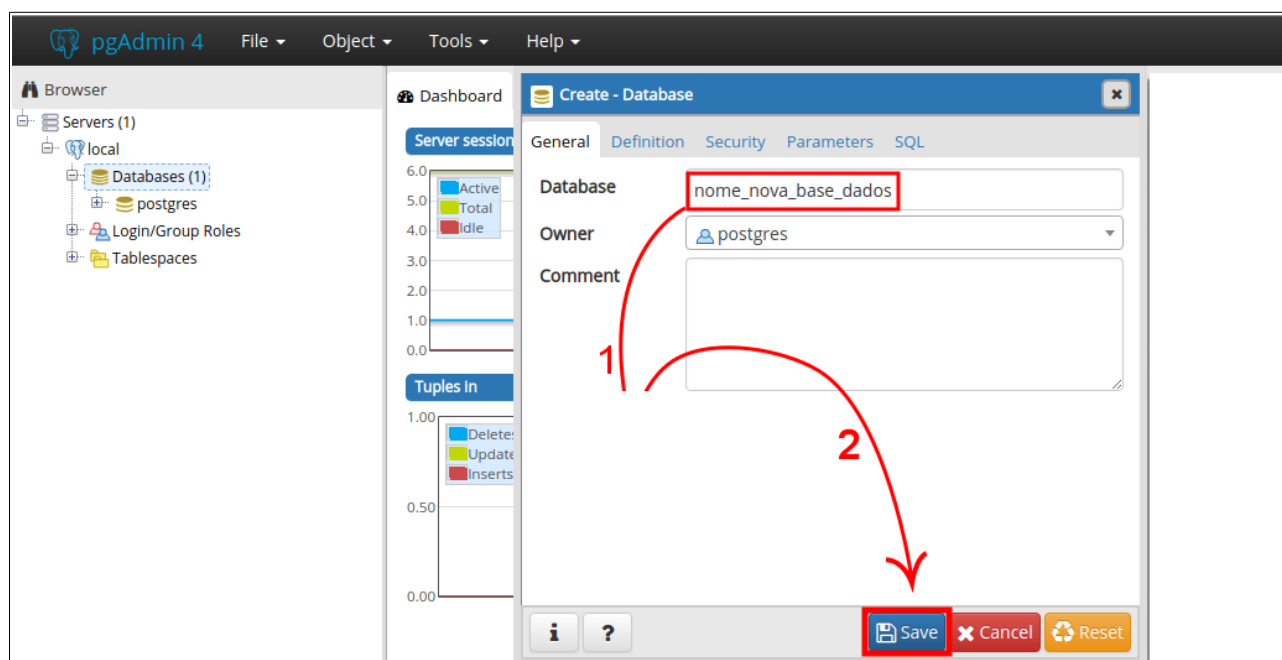 pgAdmin 4 File Object Tools Help
Browser
Servers (1)
local
Databases (1)
postgres
Login/Group Roles
Tablespaces
Dashboard
Server session
6.0
5.0
4.0
3.0
2.0
1.0
0.0
Active
Total
Idle
Tuples in
1.00
0.50
0.00
Deletes
Update
Inserts
Create - Database
General Definition Security Parameters SQL
Database nome_nova_base_dados
Owner postgres
Comment
1
2
i ? Save Cancel Reset